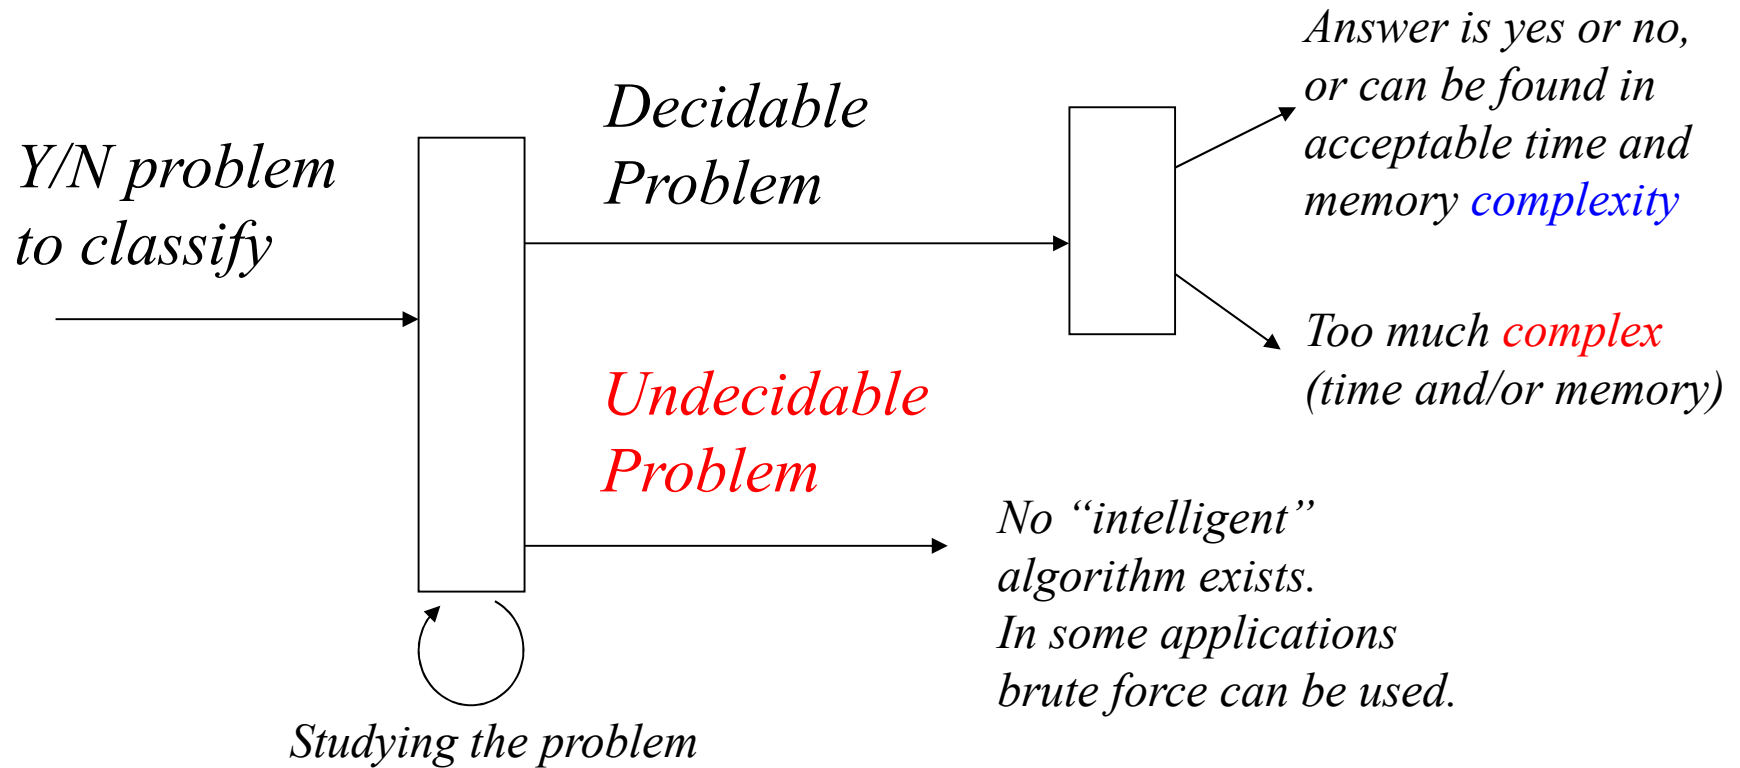 Y/N problem
to classify
Decidable
Problem
Answer is yes or no,
or can be found in
acceptable time and
memory complexity
Too much complex
(time and/or memory)
Undecidable
Problem
No “intelligent”
algorithm exists.
In some applications
brute force can be used.
Studying the problem